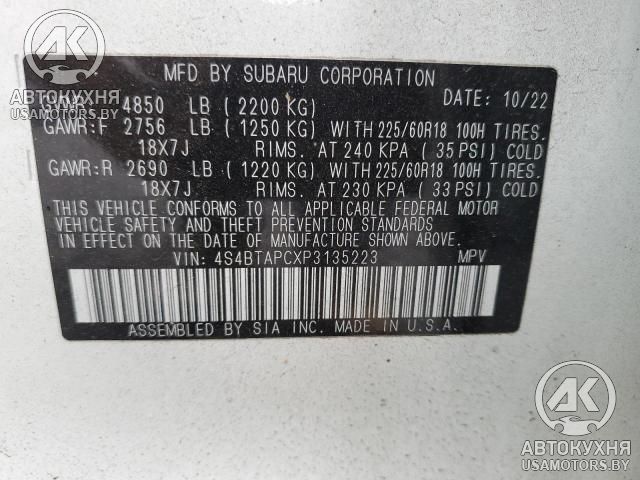 MFD BY SUBARU CORPORATION
GVWR 4850 LB (2200 KG) DATE: 10/22
GAWR:F 2756 LB (1250 KG) WITH 225/60R18 100H TIRES.
18X7J RIMS. AT 240 KPA (35 PSI) COLD
GAWR:R 2690 LB (1220 KG) WITH 225/60R18 100H TIRES.
18X7J RIMS. AT 230 KPA (33 PSI) COLD
THIS VEHICLE CONFORMS TO ALL APPLICABLE FEDERAL MOTOR
VEHICLE SAFETY AND THEFT PREVENTION STANDARDS
IN EFFECT ON THE DATE OF MANUFACTURE SHOWN ABOVE.
VIN: 4S4BTAPCXP3135223 MPV
ASSEMBLED BY SIA INC. MADE IN U.S.A.
АК
АВТОКУХНЯ
USAMOTORS.BY
АК
АВТОКУХНЯ
USAMOTORS.BY